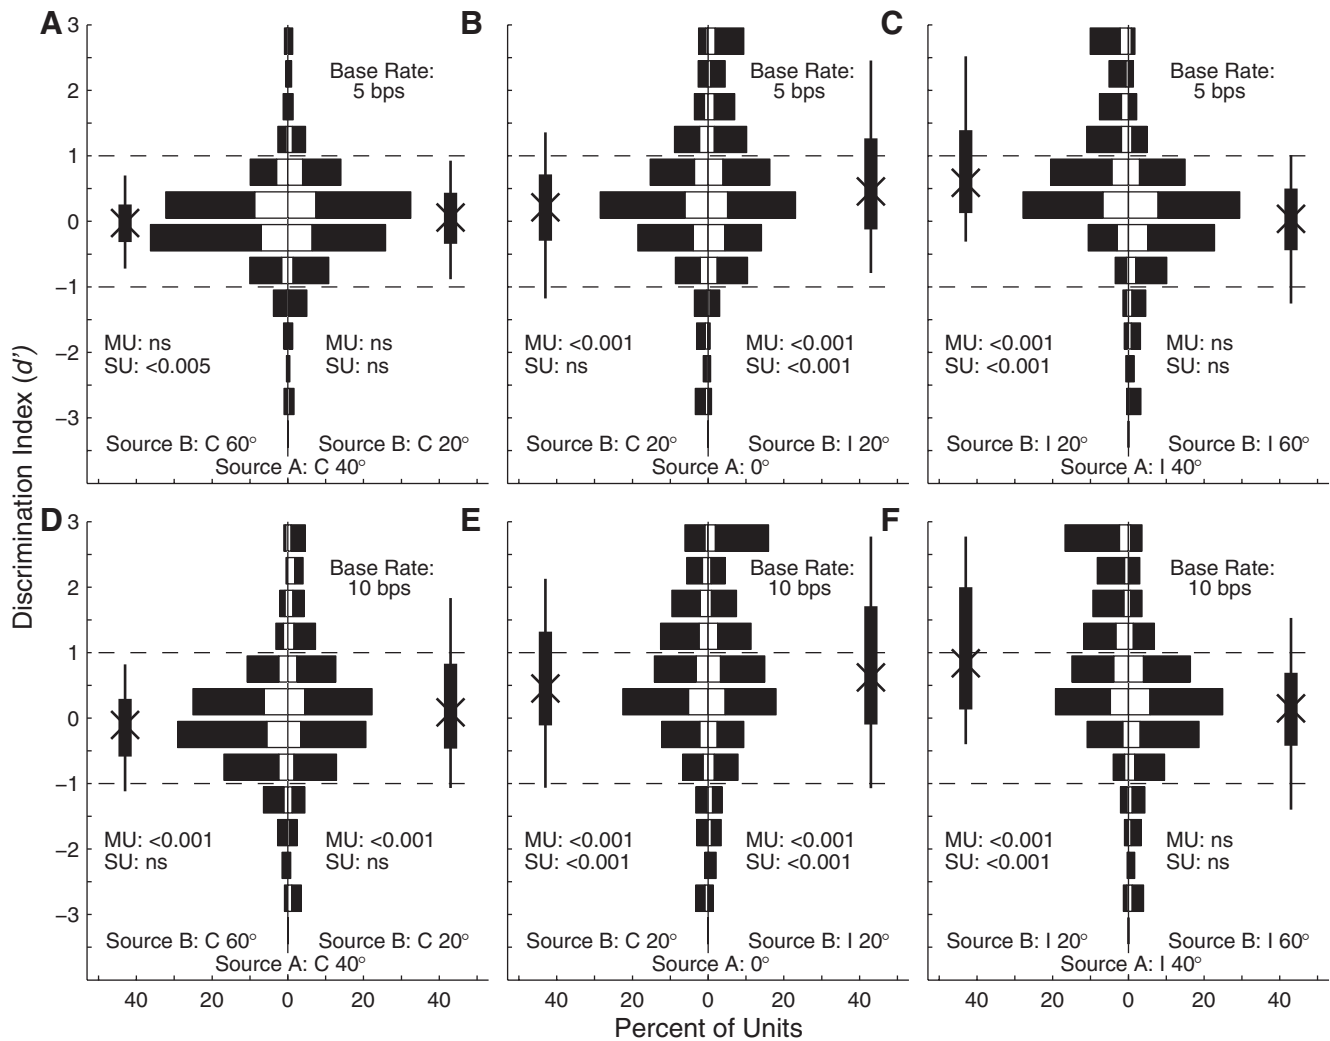 A
B
C
3
2
1
0
−1
−2
−3
Base Rate:
5 bps
MU: ns
SU: <0.005
MU: ns
SU: ns
Source B: C 60°
Source B: C 20°
Source A: C 40°
Base Rate:
5 bps
MU: <0.001
SU: ns
MU: <0.001
SU: <0.001
Source B: C 20°
Source B: I 20°
Source A: 0°
Base Rate:
5 bps
MU: <0.001
SU: <0.001
MU: ns
SU: ns
Source B: I 20°
Source B: I 60°
Source A: I 40°
Discrimination Index (d’)
D
E
F
3
2
1
0
−1
−2
−3
Base Rate:
10 bps
MU: <0.001
SU: ns
MU: <0.001
SU: ns
Source B: C 60°
Source B: C 20°
Source A: C 40°
Base Rate:
10 bps
MU: <0.001
SU: <0.001
MU: <0.001
SU: <0.001
Source B: C 20°
Source B: I 20°
Source A: 0°
Base Rate:
10 bps
MU: <0.001
SU: <0.001
MU: ns
SU: ns
Source B: I 20°
Source B: I 60°
Source A: I 40°
40 20 0 20 40
40 20 0 20 40
40 20 0 20 40
Percent of Units